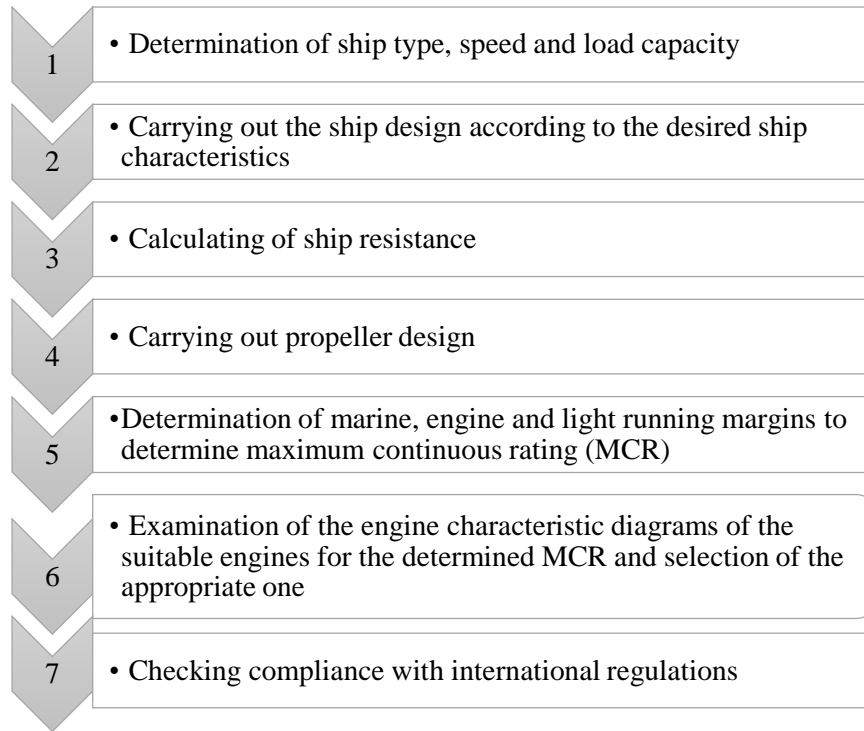 1
• Determination of ship type, speed and load capacity
2
• Carrying out the ship design according to the desired ship
characteristics
3
• Calculating of ship resistance
4
• Carrying out propeller design
5
•Determination of marine, engine and light running margins to
determine maximum continuous rating (MCR)
6
• Examination of the engine characteristic diagrams of the
suitable engines for the determined MCR and selection of the
appropriate one
7
• Checking compliance with international regulations